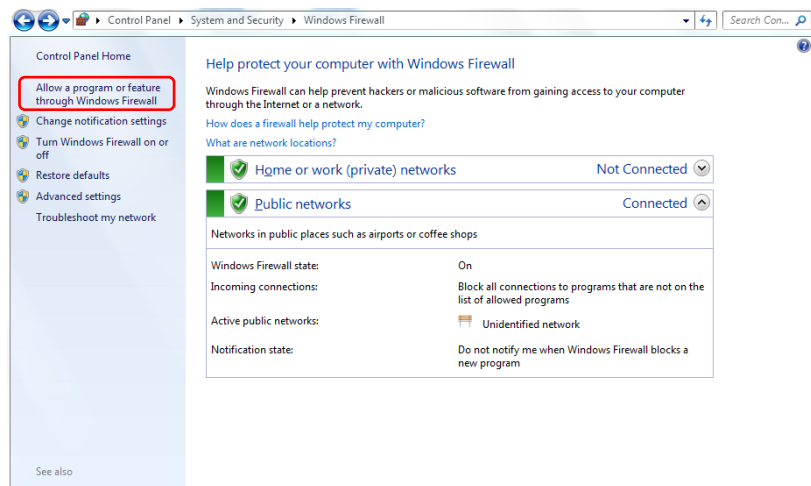 Control Panel ▸ System and Security ▸ Windows Firewall
Search Con...
Control Panel Home
Allow a program or feature
through Windows Firewall
Change notification settings
Turn Windows Firewall on or
off
Restore defaults
Advanced settings
Troubleshoot my network
See also
Help protect your computer with Windows Firewall
Windows Firewall can help prevent hackers or malicious software from gaining access to your computer
through the Internet or a network.
How does a firewall help protect my computer?
What are network locations?
Home or work (private) networks Not Connected
Public networks Connected
Networks in public places such as airports or coffee shops
Windows Firewall state: On
Incoming connections: Block all connections to programs that are not on the
list of allowed programs
Active public networks: Unidentified network
Notification state: Do not notify me when Windows Firewall blocks a
new program